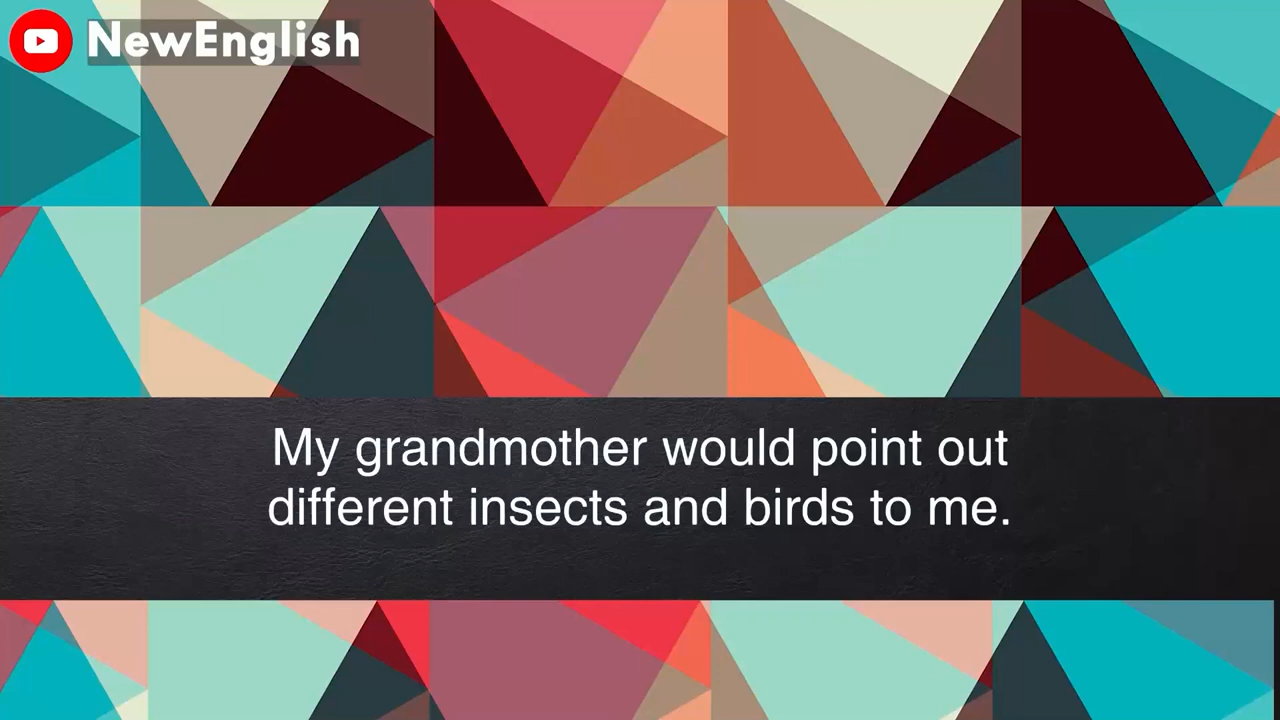 NewEnglish
My grandmother would point out
different insects and birds to me.